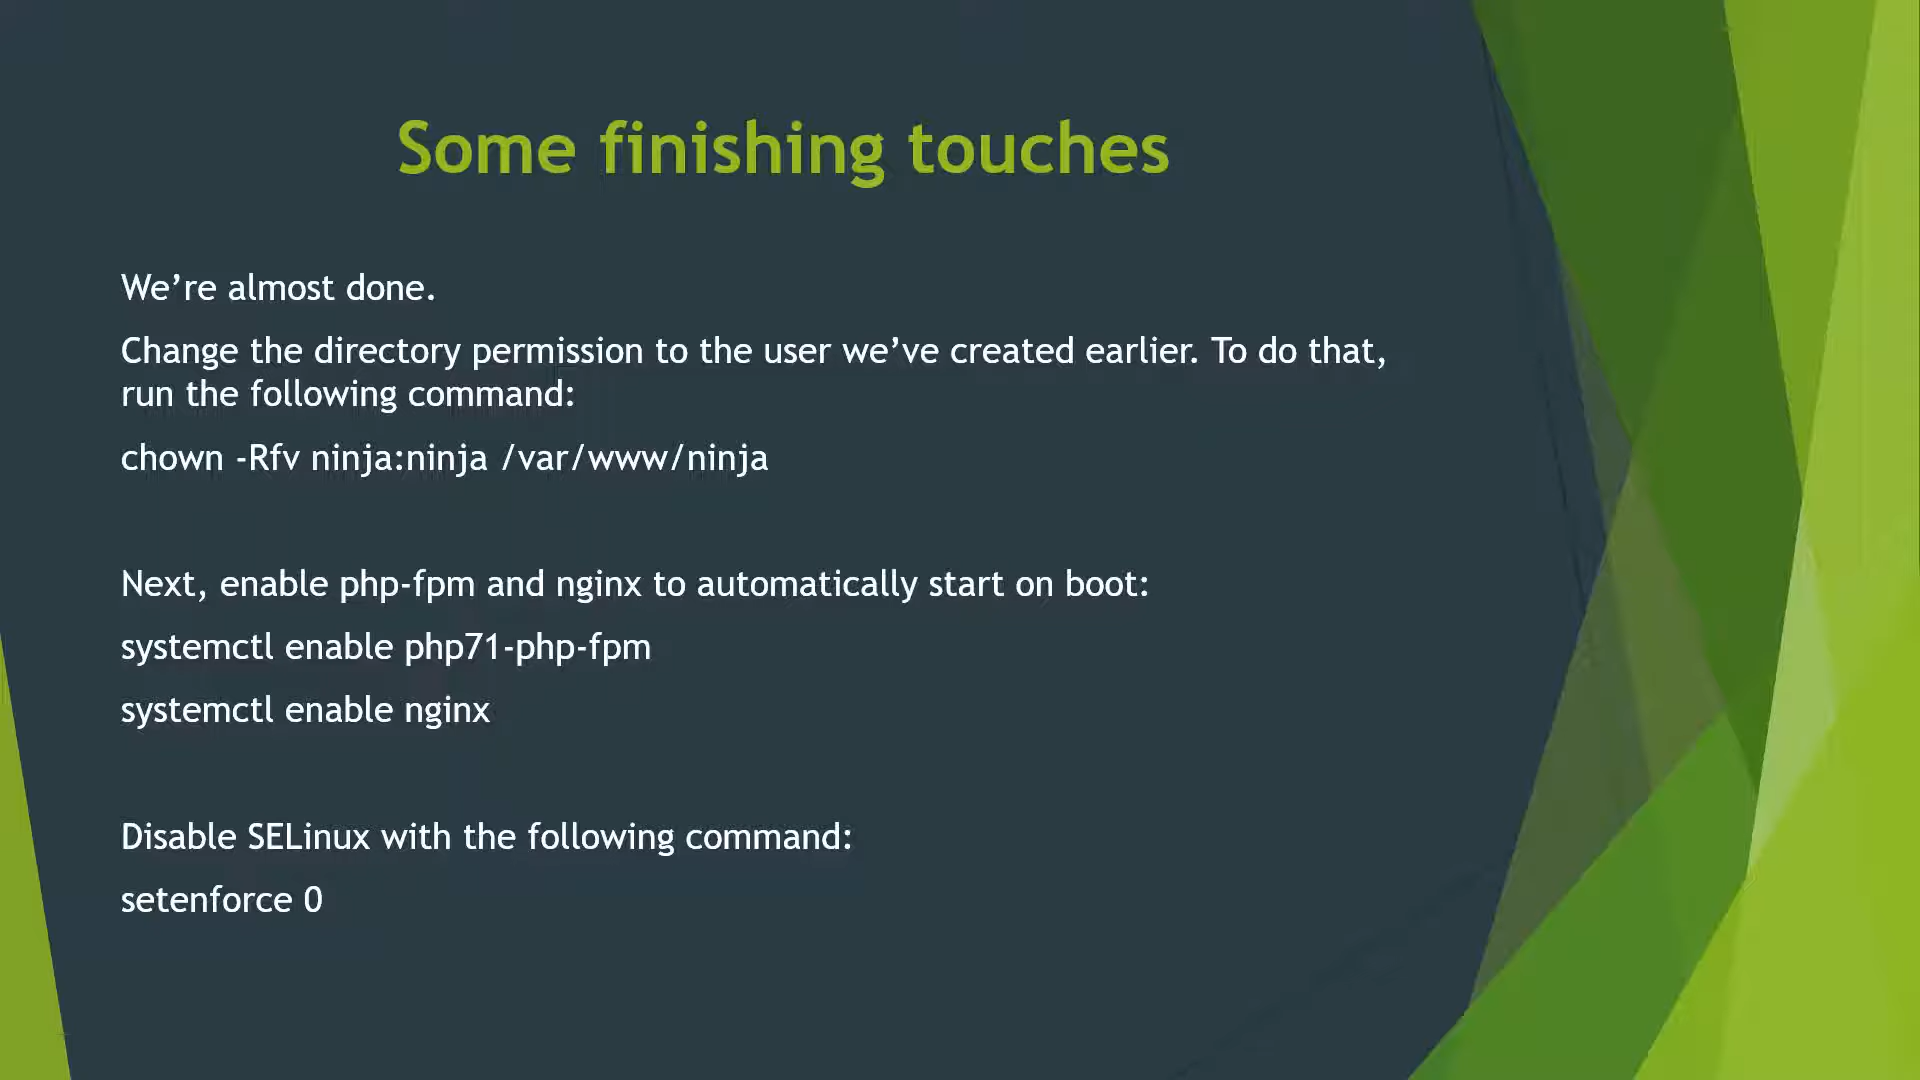 Some finishing touches
We’re almost done.
Change the directory permission to the user we’ve created earlier. To do that,
run the following command:
chown -Rfv ninja:ninja /var/www/ninja
Next, enable php-fpm and nginx to automatically start on boot:
systemctl enable php71-php-fpm
systemctl enable nginx
Disable SELinux with the following command:
setenforce 0